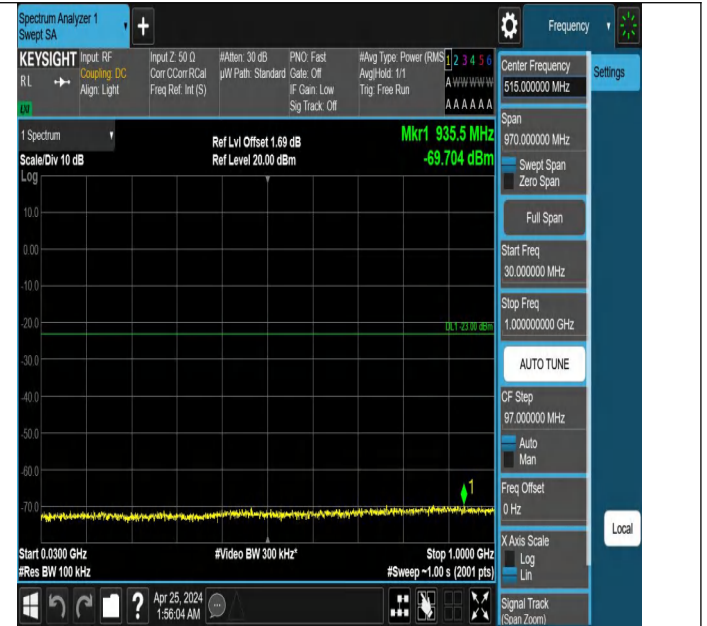 Spectrum Analyzer 1
Swept SA
+
Frequency
KEYSIGHT
RL
LXI
Input: RF
Coupling: DC
Align: Light
Input Z: 50 Ω
Corr CCorr RCal
Freq Ref: Int (S)
#Atten: 30 dB
µW Path: Standard
PNO: Fast
Gate: Off
IF Gain: Low
Sig Track: Off
#Avg Type: Power (RMS
Avg|Hold: 1/1
Trig: Free Run
1 2 3 4 5 6
A W W W W W
A A A A A A
1 Spectrum
Scale/Div 10 dB
Log
Ref Lvl Offset 1.69 dB
Ref Level 20.00 dBm
Mkr1 935.5 MHz
-69.704 dBm
10.0
0.00
-10.0
-20.0
-30.0
-40.0
-50.0
-60.0
-70.0
DL1 -23.00 dBm
1
Start 0.0300 GHz
#Res BW 100 kHz
#Video BW 300 kHz*
Stop 1.0000 GHz
#Sweep ~1.00 s (2001 pts)
Center Frequency
515.000000 MHz
Settings
Span
970.000000 MHz
Swept Span
Zero Span
Full Span
Start Freq
30.000000 MHz
Stop Freq
1.000000000 GHz
AUTO TUNE
CF Step
97.000000 MHz
Auto
Man
Freq Offset
0 Hz
X Axis Scale
Log
Lin
Local
Signal Track
(Span Zoom)
?
Apr 25, 2024
1:56:04 AM